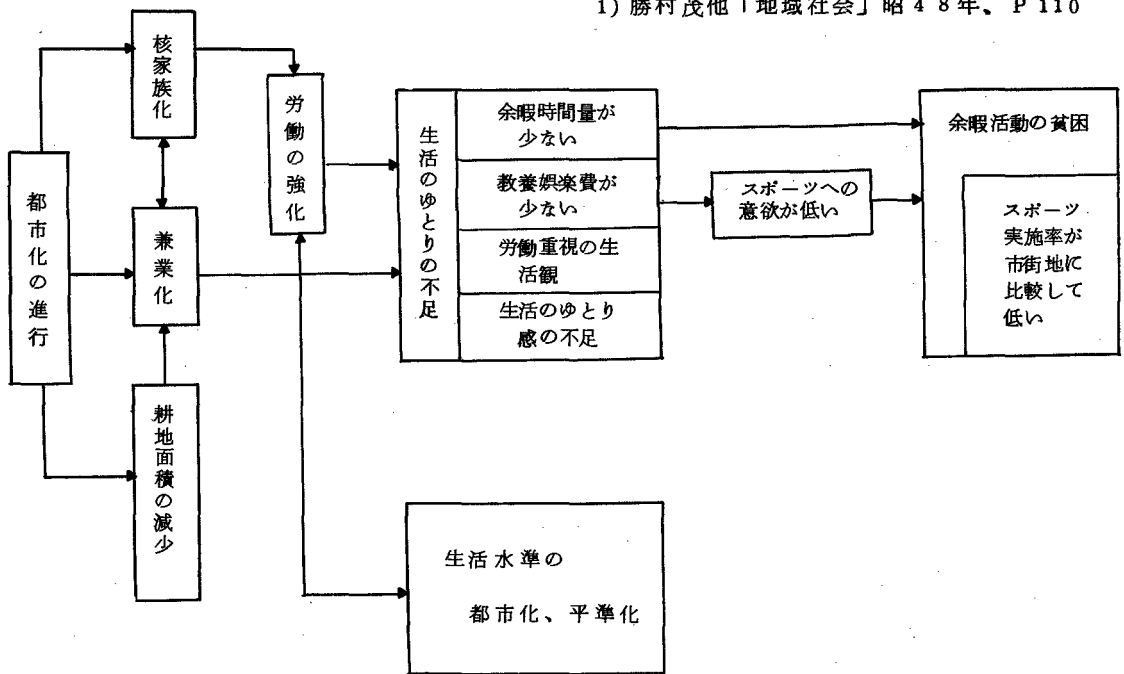 1) 勝村茂他「地域社会」昭48年、P110
都市化の進行
核家族化
兼業化
耕地面積の減少
労働の強化
生活のゆとりの不足
余暇時間量が
少ない
教養娯楽費が
少ない
労働重視の生
活観
生活のゆとり
感の不足
スポーツへの
意欲が低い
余暇活動の貧困
スポーツ
実施率が
市街地に
比較して
低い
生活水準の
都市化、平準化